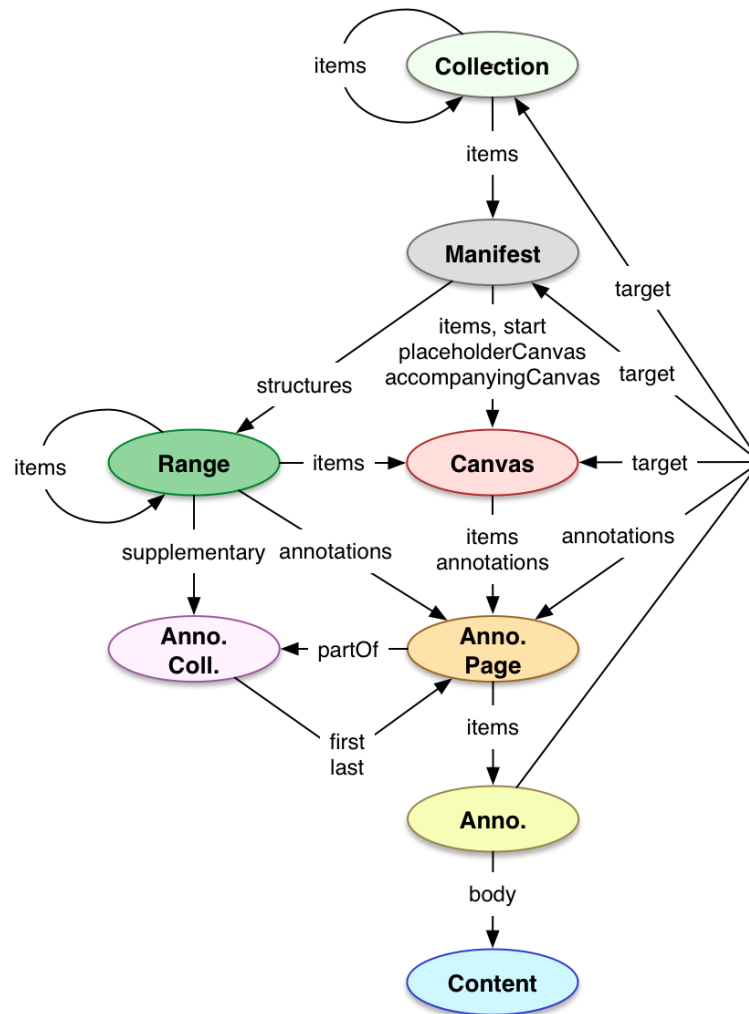 Collection
items
items
Manifest
target
items, start
placeholderCanvas
accompanyingCanvas
target
structures
Range
items
items
Canvas
target
supplementary
annotations
items
annotations
annotations
Anno.
Coll.
partOf
Anno.
Page
first
last
items
Anno.
body
Content